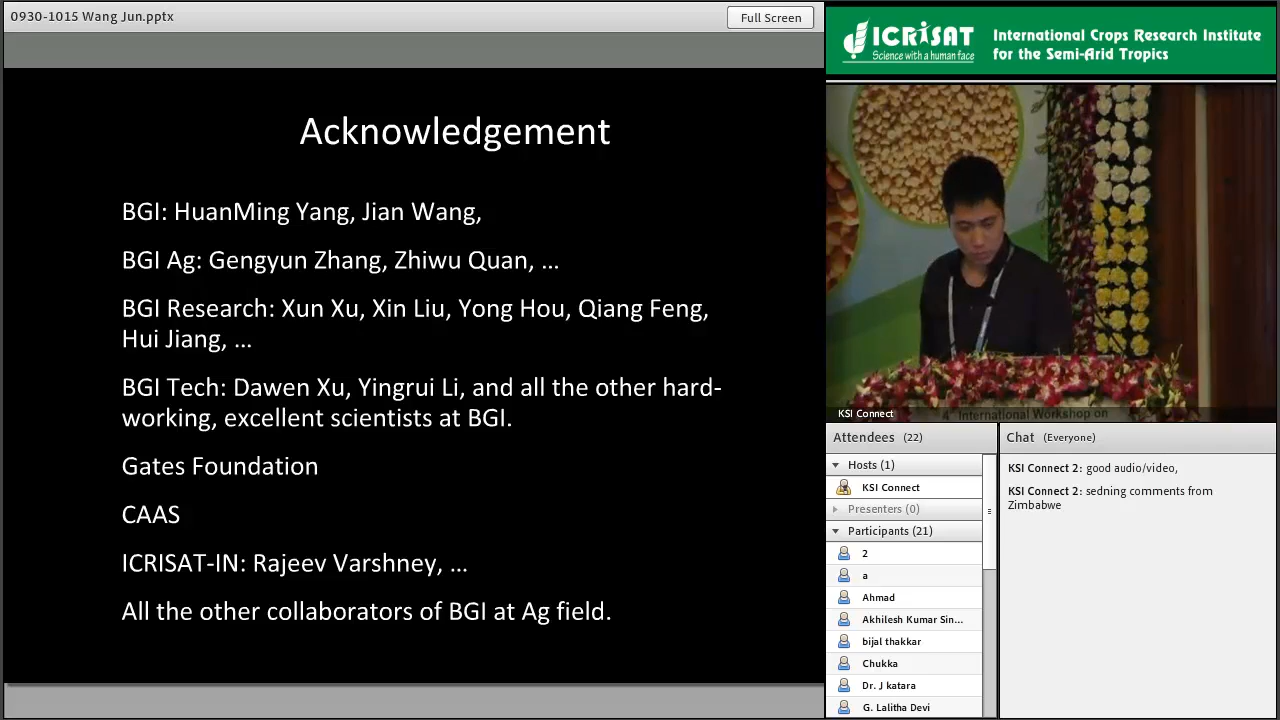 0930-1015 Wang Jun.pptx
Full Screen
Acknowledgement
BGI: HuanMing Yang, Jian Wang,
BGI Ag: Gengyun Zhang, Zhiwu Quan, ...
BGI Research: Xun Xu, Xin Liu, Yong Hou, Qiang Feng,
Hui Jiang, ...
BGI Tech: Dawen Xu, Yingrui Li, and all the other hard-
working, excellent scientists at BGI.
Gates Foundation
CAAS
ICRISAT-IN: Rajeev Varshney, ...
All the other collaborators of BGI at Ag field.
ICRISAT
Science with a human face
International Crops Research Institute
for the Semi-Arid Tropics
KSI Connect
4 International Workshop on
Attendees (22)
Hosts (1)
KSI Connect
Presenters (0)
Participants (21)
2
a
Ahmad
Akhilesh Kumar Sin...
bijal thakkar
Chukka
Dr. J katara
G. Lalitha Devi
Chat (Everyone)
KSI Connect 2: good audio/video,
KSI Connect 2: sedning comments from
Zimbabwe